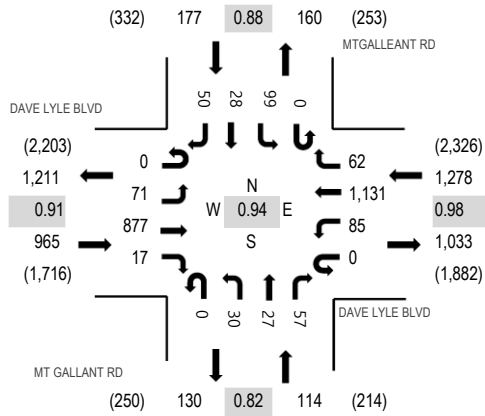 (332) 177 0.88 160 (253)
MTGALLEANT RD
DAVE LYLE BLVD
50 28 99 0
(2,203)
1,211
0.91
965
(1,716)
0
71
877
17
N
W 0.94 E
S
62
1,131
85
0
(2,326)
1,278
0.98
1,033
(1,882)
0 30 27 57
DAVE LYLE BLVD
MT GALLANT RD
(250) 130 0.82 114 (214)